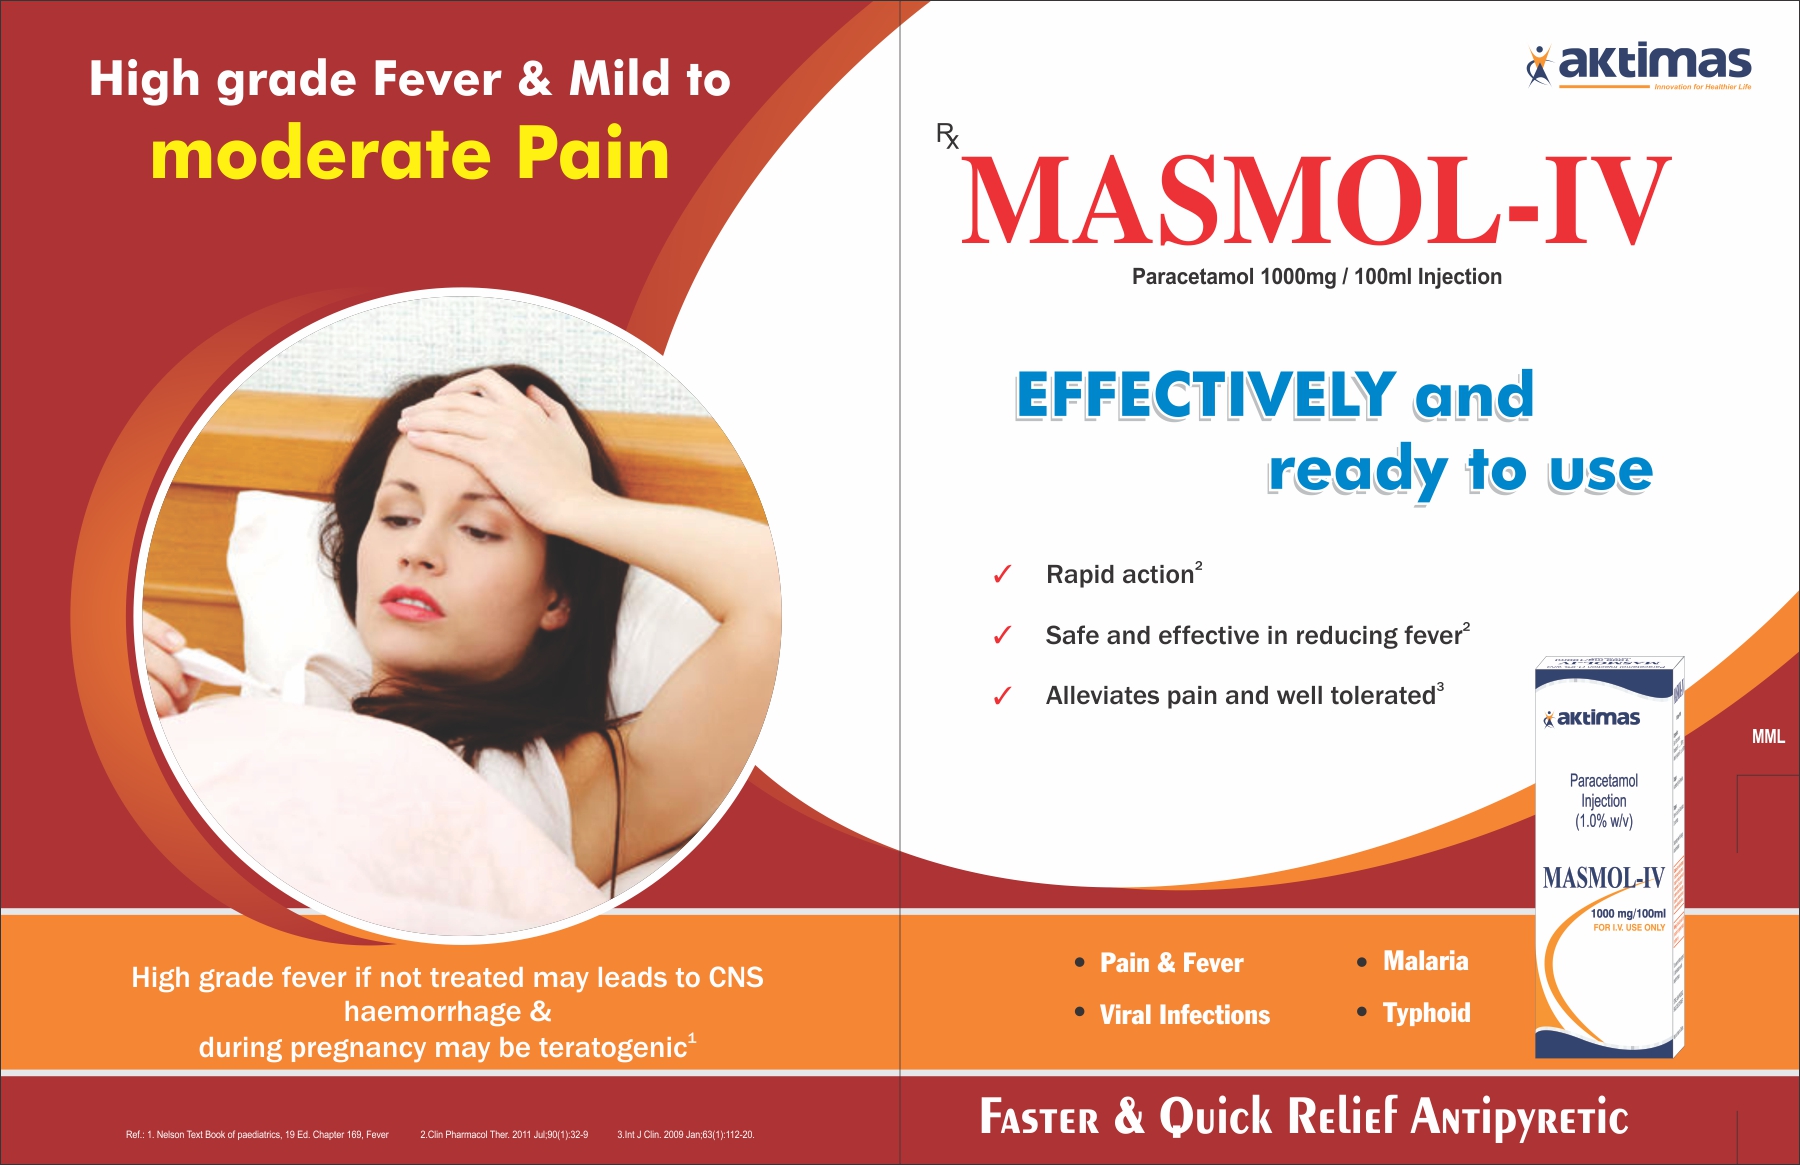 High grade Fever & Mild to
moderate Pain
High grade fever if not treated may leads to CNS
haemorrhage &
during pregnancy may be teratogenic¹
Ref.: 1. Nelson Text Book of paediatrics, 19 Ed. Chapter 169, Fever 2.Clin Pharmacol Ther. 2011 Jul;90(1):32-9 3.Int J Clin. 2009 Jan;63(1):112-20.
aktimas
Innovation for Healthier Life
Rx
MASMOL-IV
Paracetamol 1000mg / 100ml Injection
EFFECTIVELY and
ready to use
✓ Rapid action²
✓ Safe and effective in reducing fever²
✓ Alleviates pain and well tolerated³
MML
MASMOL-IV
aktimas
Paracetamol
Injection
(1.0% w/v)
MASMOL-IV
1000 mg/100ml
FOR I.V. USE ONLY
• Pain & Fever
• Malaria
• Viral Infections
• Typhoid
Faster & Quick Relief Antipyretic